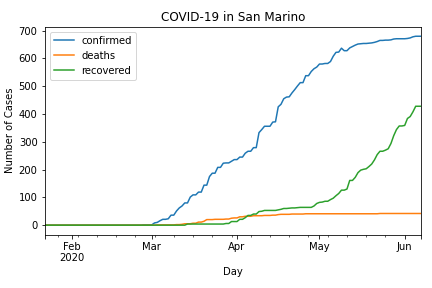 COVID-19 in San Marino
confirmed
deaths
recovered
Number of Cases
700
600
500
400
300
200
100
0
Feb
2020
Mar
Apr
May
Jun
Day